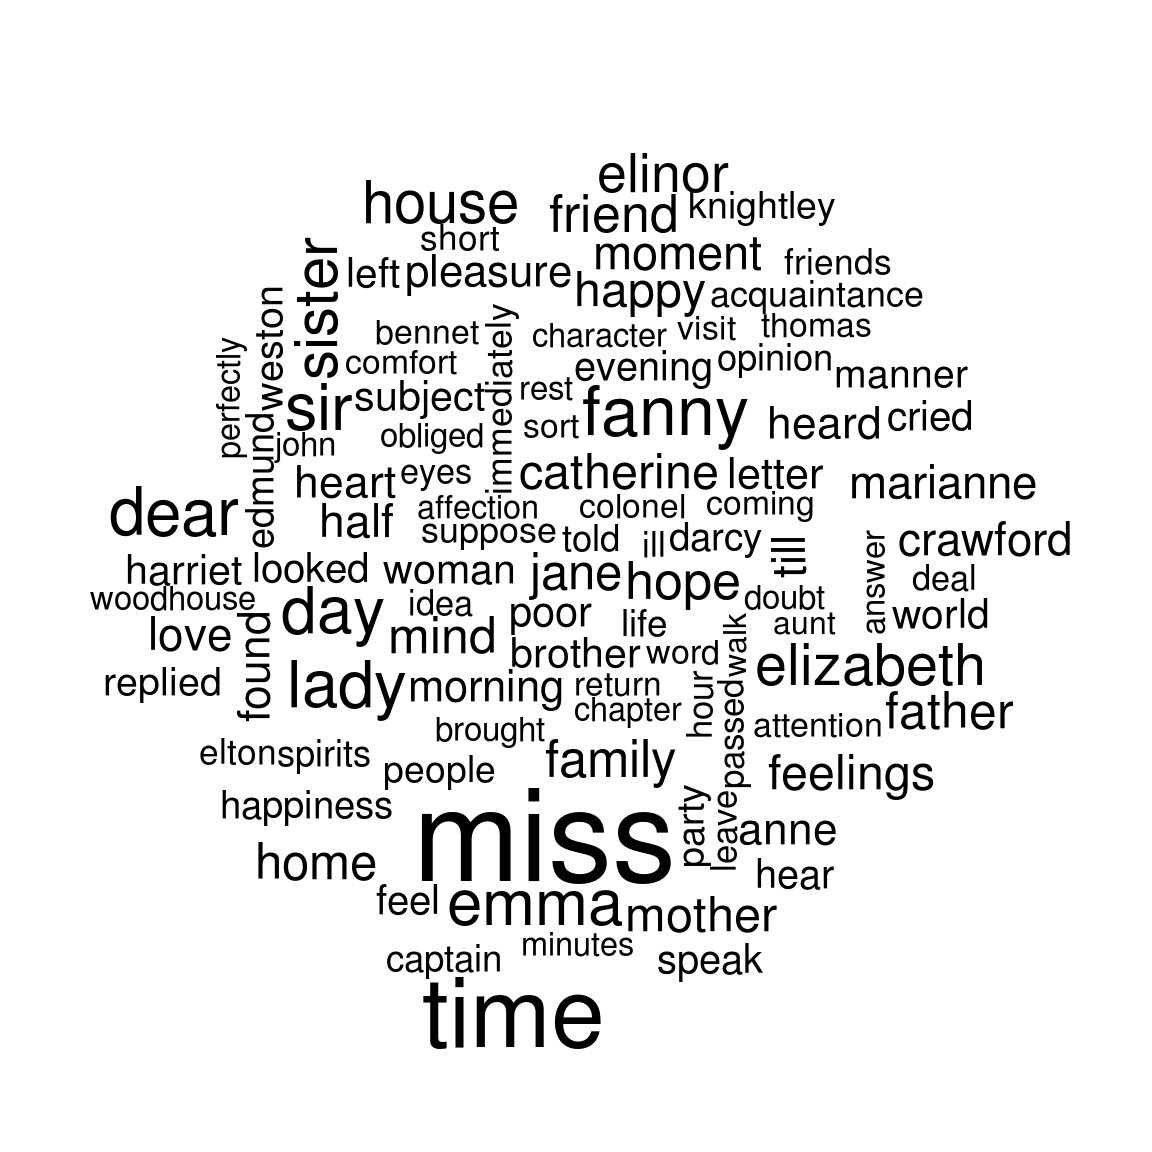 elinor
house
friend
knightley
short
moment
sister
left
pleasure
friends
happy
acquaintance
weston
immediately
bennet
character
visit
thomas
perfectly
comfort
evening
opinion
manner
rest
subject
sir
fanny
heard
cried
sort
obliged
john
edmund
heart
eyes
catherine
letter
marianne
dear
half
affection
colonel
coming
suppose
told
ill
darcy
till
answer
crawford
harriet
looked
woman
jane
hope
deal
woodhouse
day
idea
poor
life
doubt
aunt
world
love
found
mind
brother
word
walk
elizabeth
replied
lady
morning
return
hour
chapter
passed
attention
father
brought
elton
spirits
people
family
feelings
happiness
miss
party
leave
anne
home
hear
feel
emma
mother
captain
minutes
speak
time